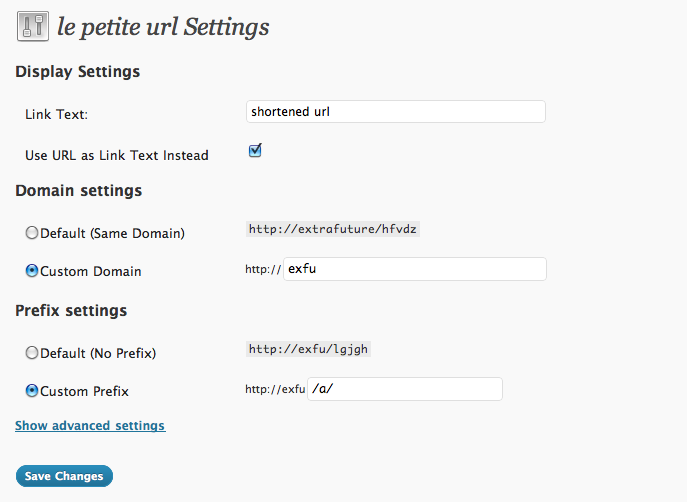 le petite url Settings
Display Settings
Link Text: shortened url
Use URL as Link Text Instead
Domain settings
Default (Same Domain) http://extrafuture/hfvdz
Custom Domain http:// exfu
Prefix settings
Default (No Prefix) http://exfu/lgjgh
Custom Prefix http://exfu /a/
Show advanced settings
Save Changes